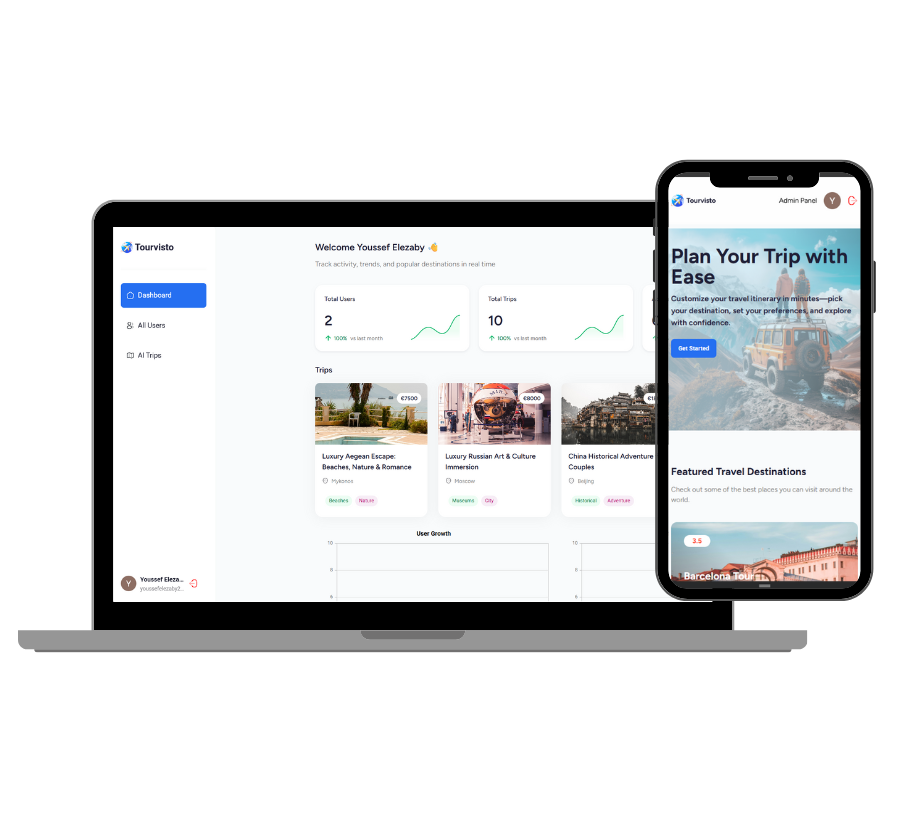 Tourvisto
Dashboard
All Users
AI Trips
Youssef Eleza...
youssefelezaby2...
Y
Welcome Youssef Elezaby 👋
Track activity, trends, and popular destinations in real time
Total Users
2
100% vs last month
Total Trips
10
100% vs last month
Trips
€7500
Luxury Aegean Escape:
Beaches, Nature & Romance
Mykonos
Beaches Nature
€8000
Luxury Russian Art & Culture
Immersion
Moscow
Museums City
China Historical Adventure
Couples
Beijing
Historical Adventure
User Growth
16
8
6
16
8
6
Tourvisto
Admin Panel
Y
Plan Your Trip with
Ease
Customize your travel itinerary in minutes—pick
your destination, set your preferences, and explore
with confidence.
Get Started
Featured Travel Destinations
Check out some of the best places you can visit around the
world.
3.5
Barcelona Tour